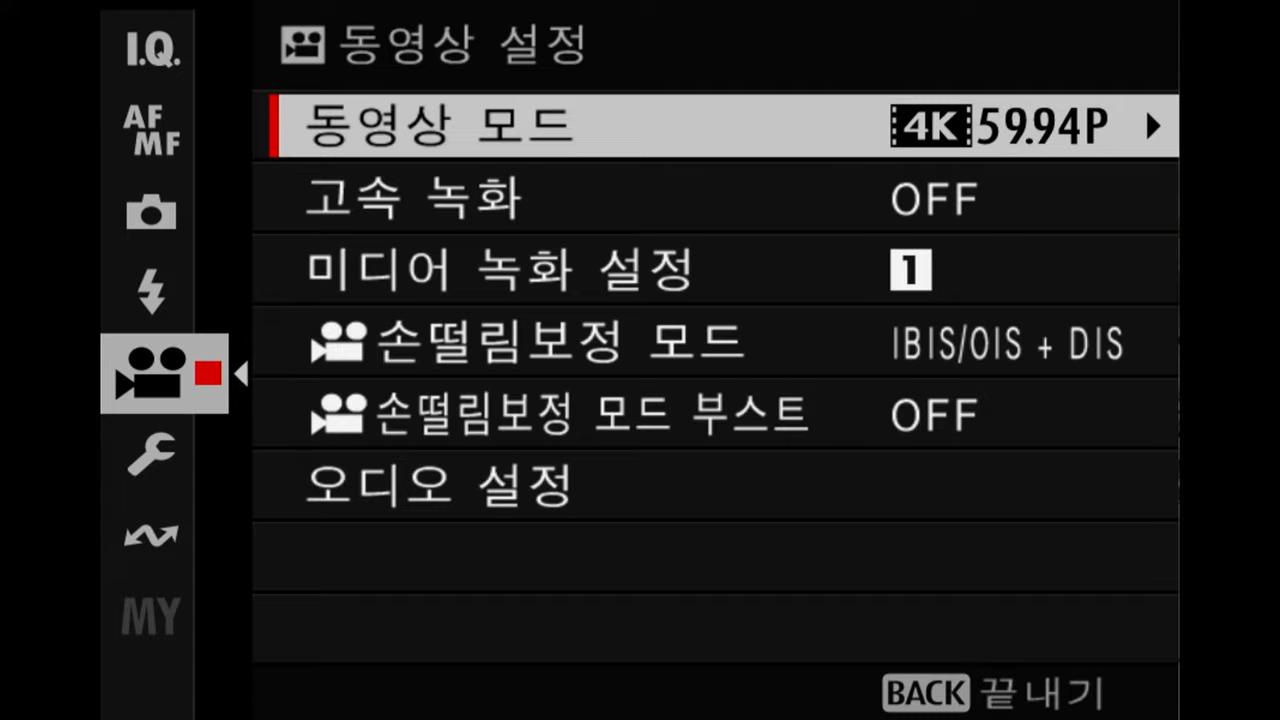 I.Q.
AF
MF
MY
동영상 설정
동영상 모드 4K 59.94P
고속 녹화 OFF
미디어 녹화 설정 1
손떨림보정 모드 IBIS/OIS + DIS
손떨림보정 모드 부스트 OFF
오디오 설정
BACK 끝내기